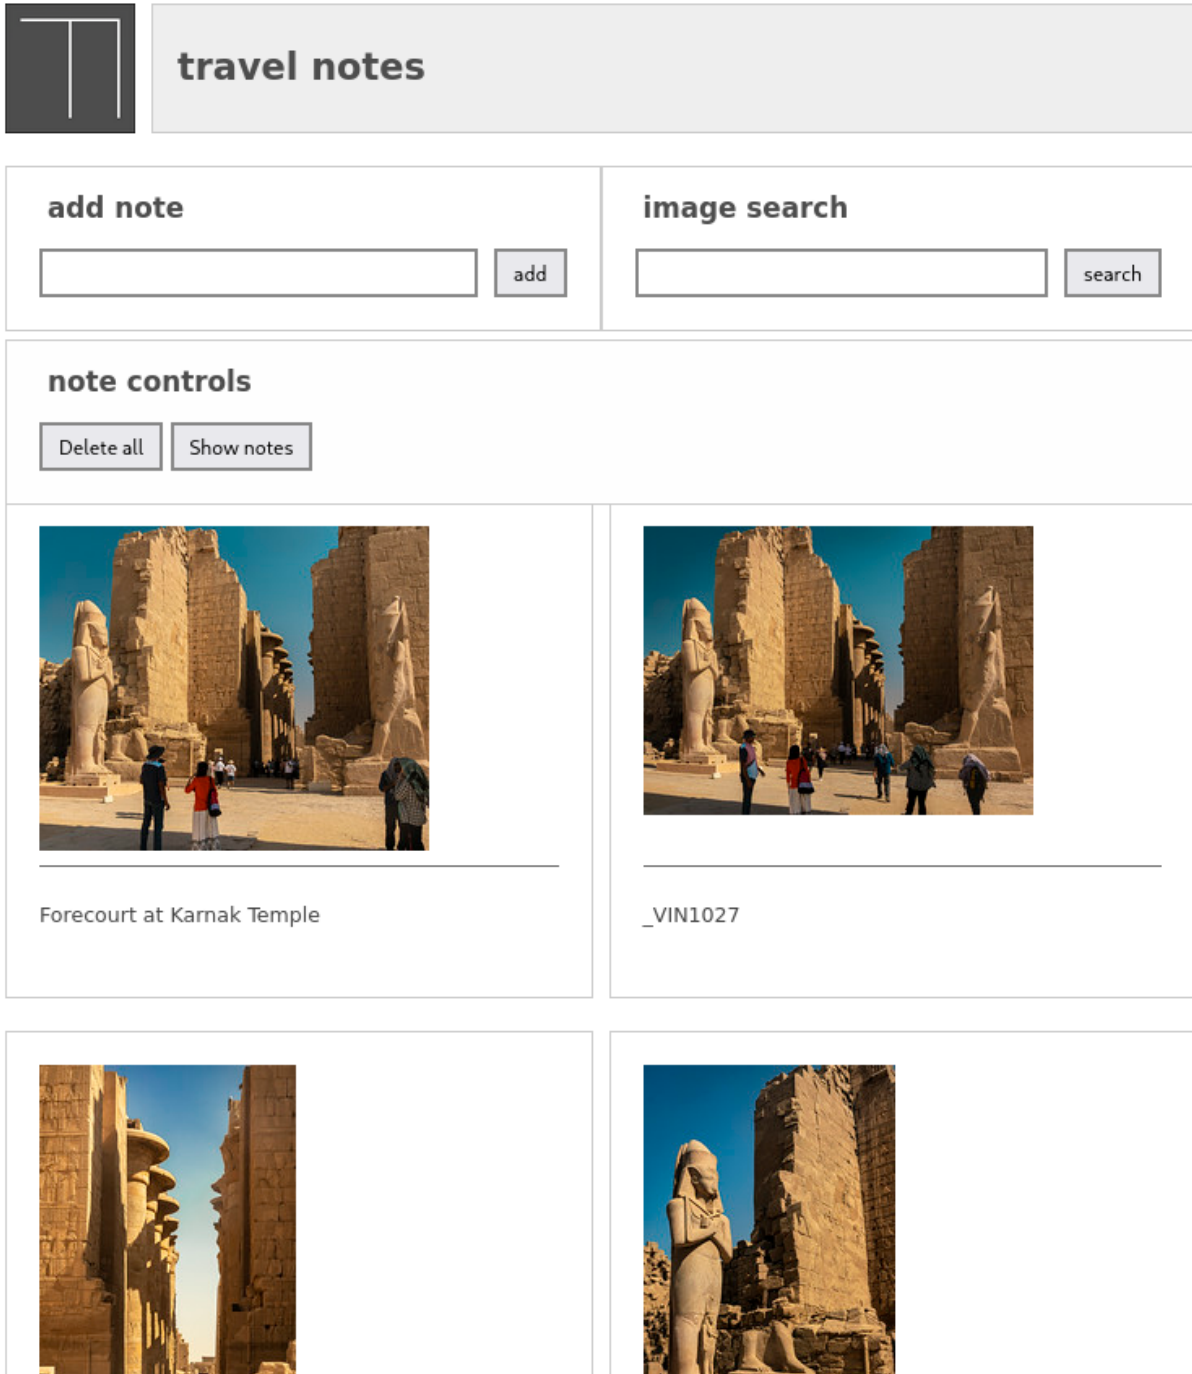 travel notes
add note
add
image search
search
note controls
Delete all
Show notes
Forecourt at Karnak Temple
_VIN1027